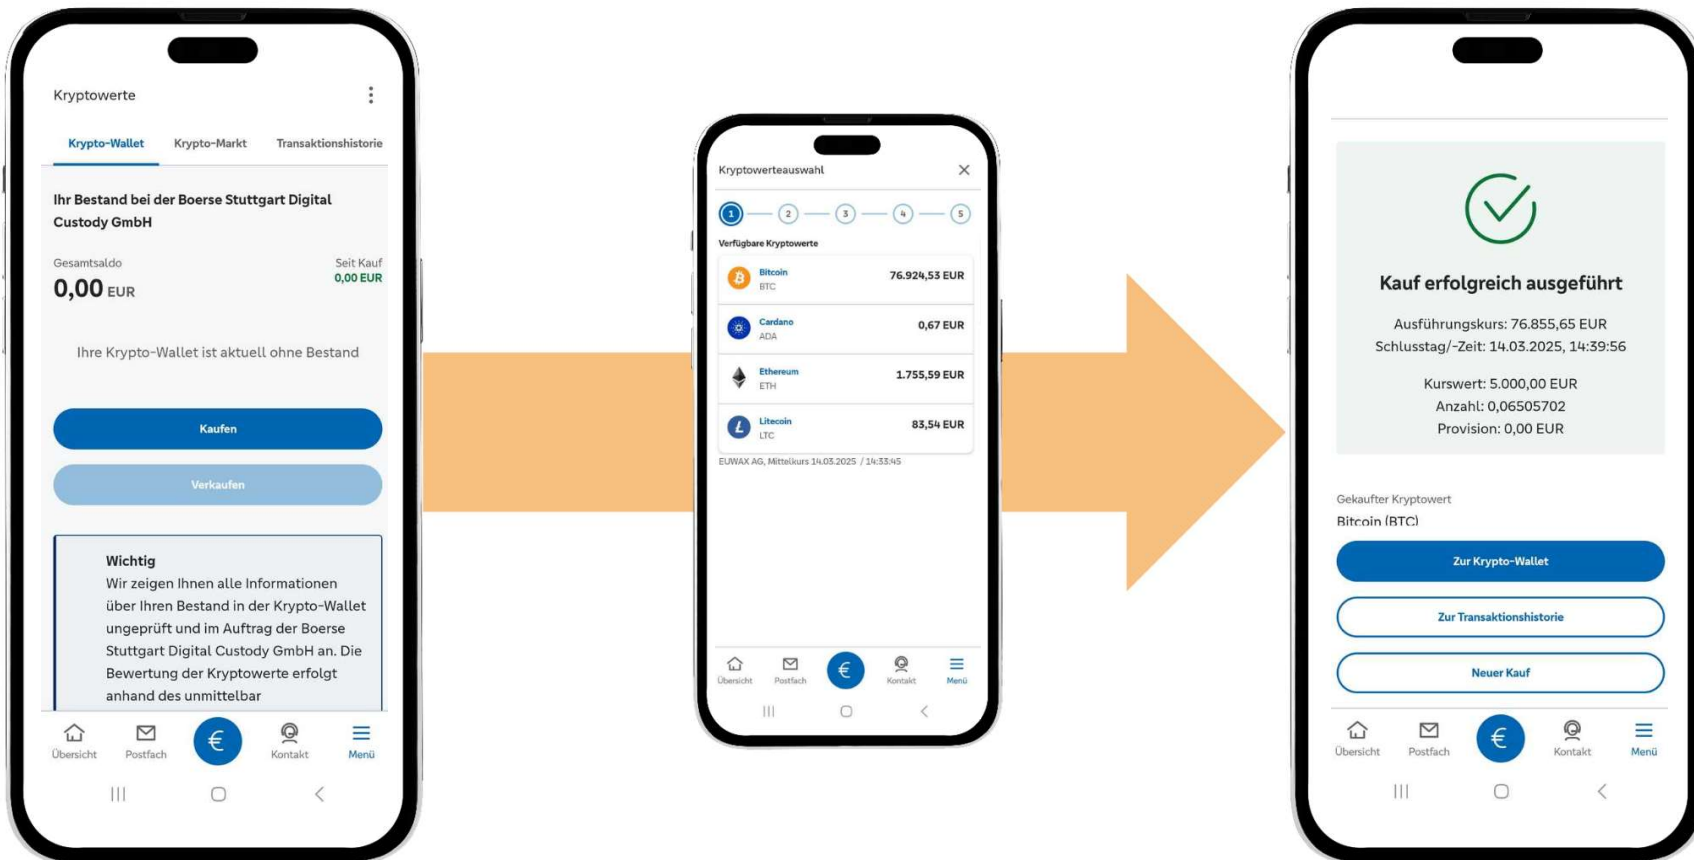 Kryptowerte
Krypto-Wallet Krypto-Markt Transaktionshistorie
Ihr Bestand bei der Boerse Stuttgart Digital
Custody GmbH
Gesamtsaldo Seit Kauf
0,00 EUR 0,00 EUR
Ihre Krypto-Wallet ist aktuell ohne Bestand
Kaufen
Verkaufen
Wichtig
Wir zeigen Ihnen alle Informationen
über Ihren Bestand in der Krypto-Wallet
ungeprüft und im Auftrag der Boerse
Stuttgart Digital Custody GmbH an. Die
Bewertung der Kryptowerte erfolgt
anhand des unmittelbar
€
Übersicht Postfach Kontakt Menü
Kryptowerteauswahl
1 2 3 4 5
Verfügbare Kryptowerte
Bitcoin 76.924,53 EUR
BTC
Cardano 0,67 EUR
ADA
Ethereum 1.755,59 EUR
ETH
Litecoin 83,54 EUR
LTC
EUWAX AG, Mittelkurs 14.03.2025 / 14:33:45
€
Übersicht Postfach Kontakt Menü
Kauf erfolgreich ausgeführt
Ausführungskurs: 76.855,65 EUR
Schlusstag/-Zeit: 14.03.2025, 14:39:56
Kurswert: 5.000,00 EUR
Anzahl: 0,06505702
Provision: 0,00 EUR
Gekaufter Kryptowert
Bitcoin (BTC)
Zur Krypto-Wallet
Zur Transaktionshistorie
Neuer Kauf
€
Übersicht Postfach Kontakt Menü